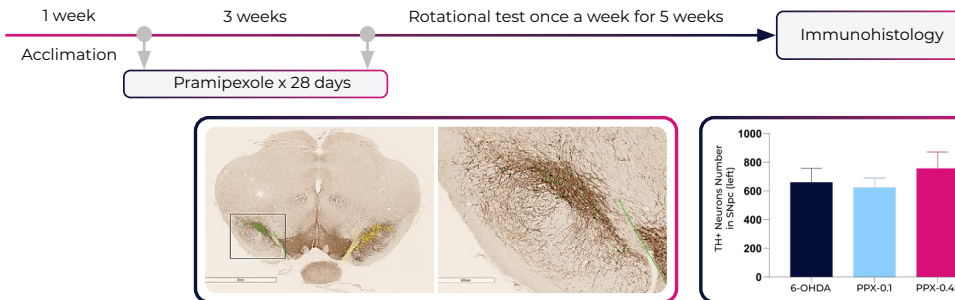 1 week
3 weeks
Rotational test once a week for 5 weeks
Immunohistology
Acclimation
Pramipexole x 28 days
TH+ Neurons Number
in SNpc (left)
1000
800
600
400
200
0
6-OHDA
PPX-0.1